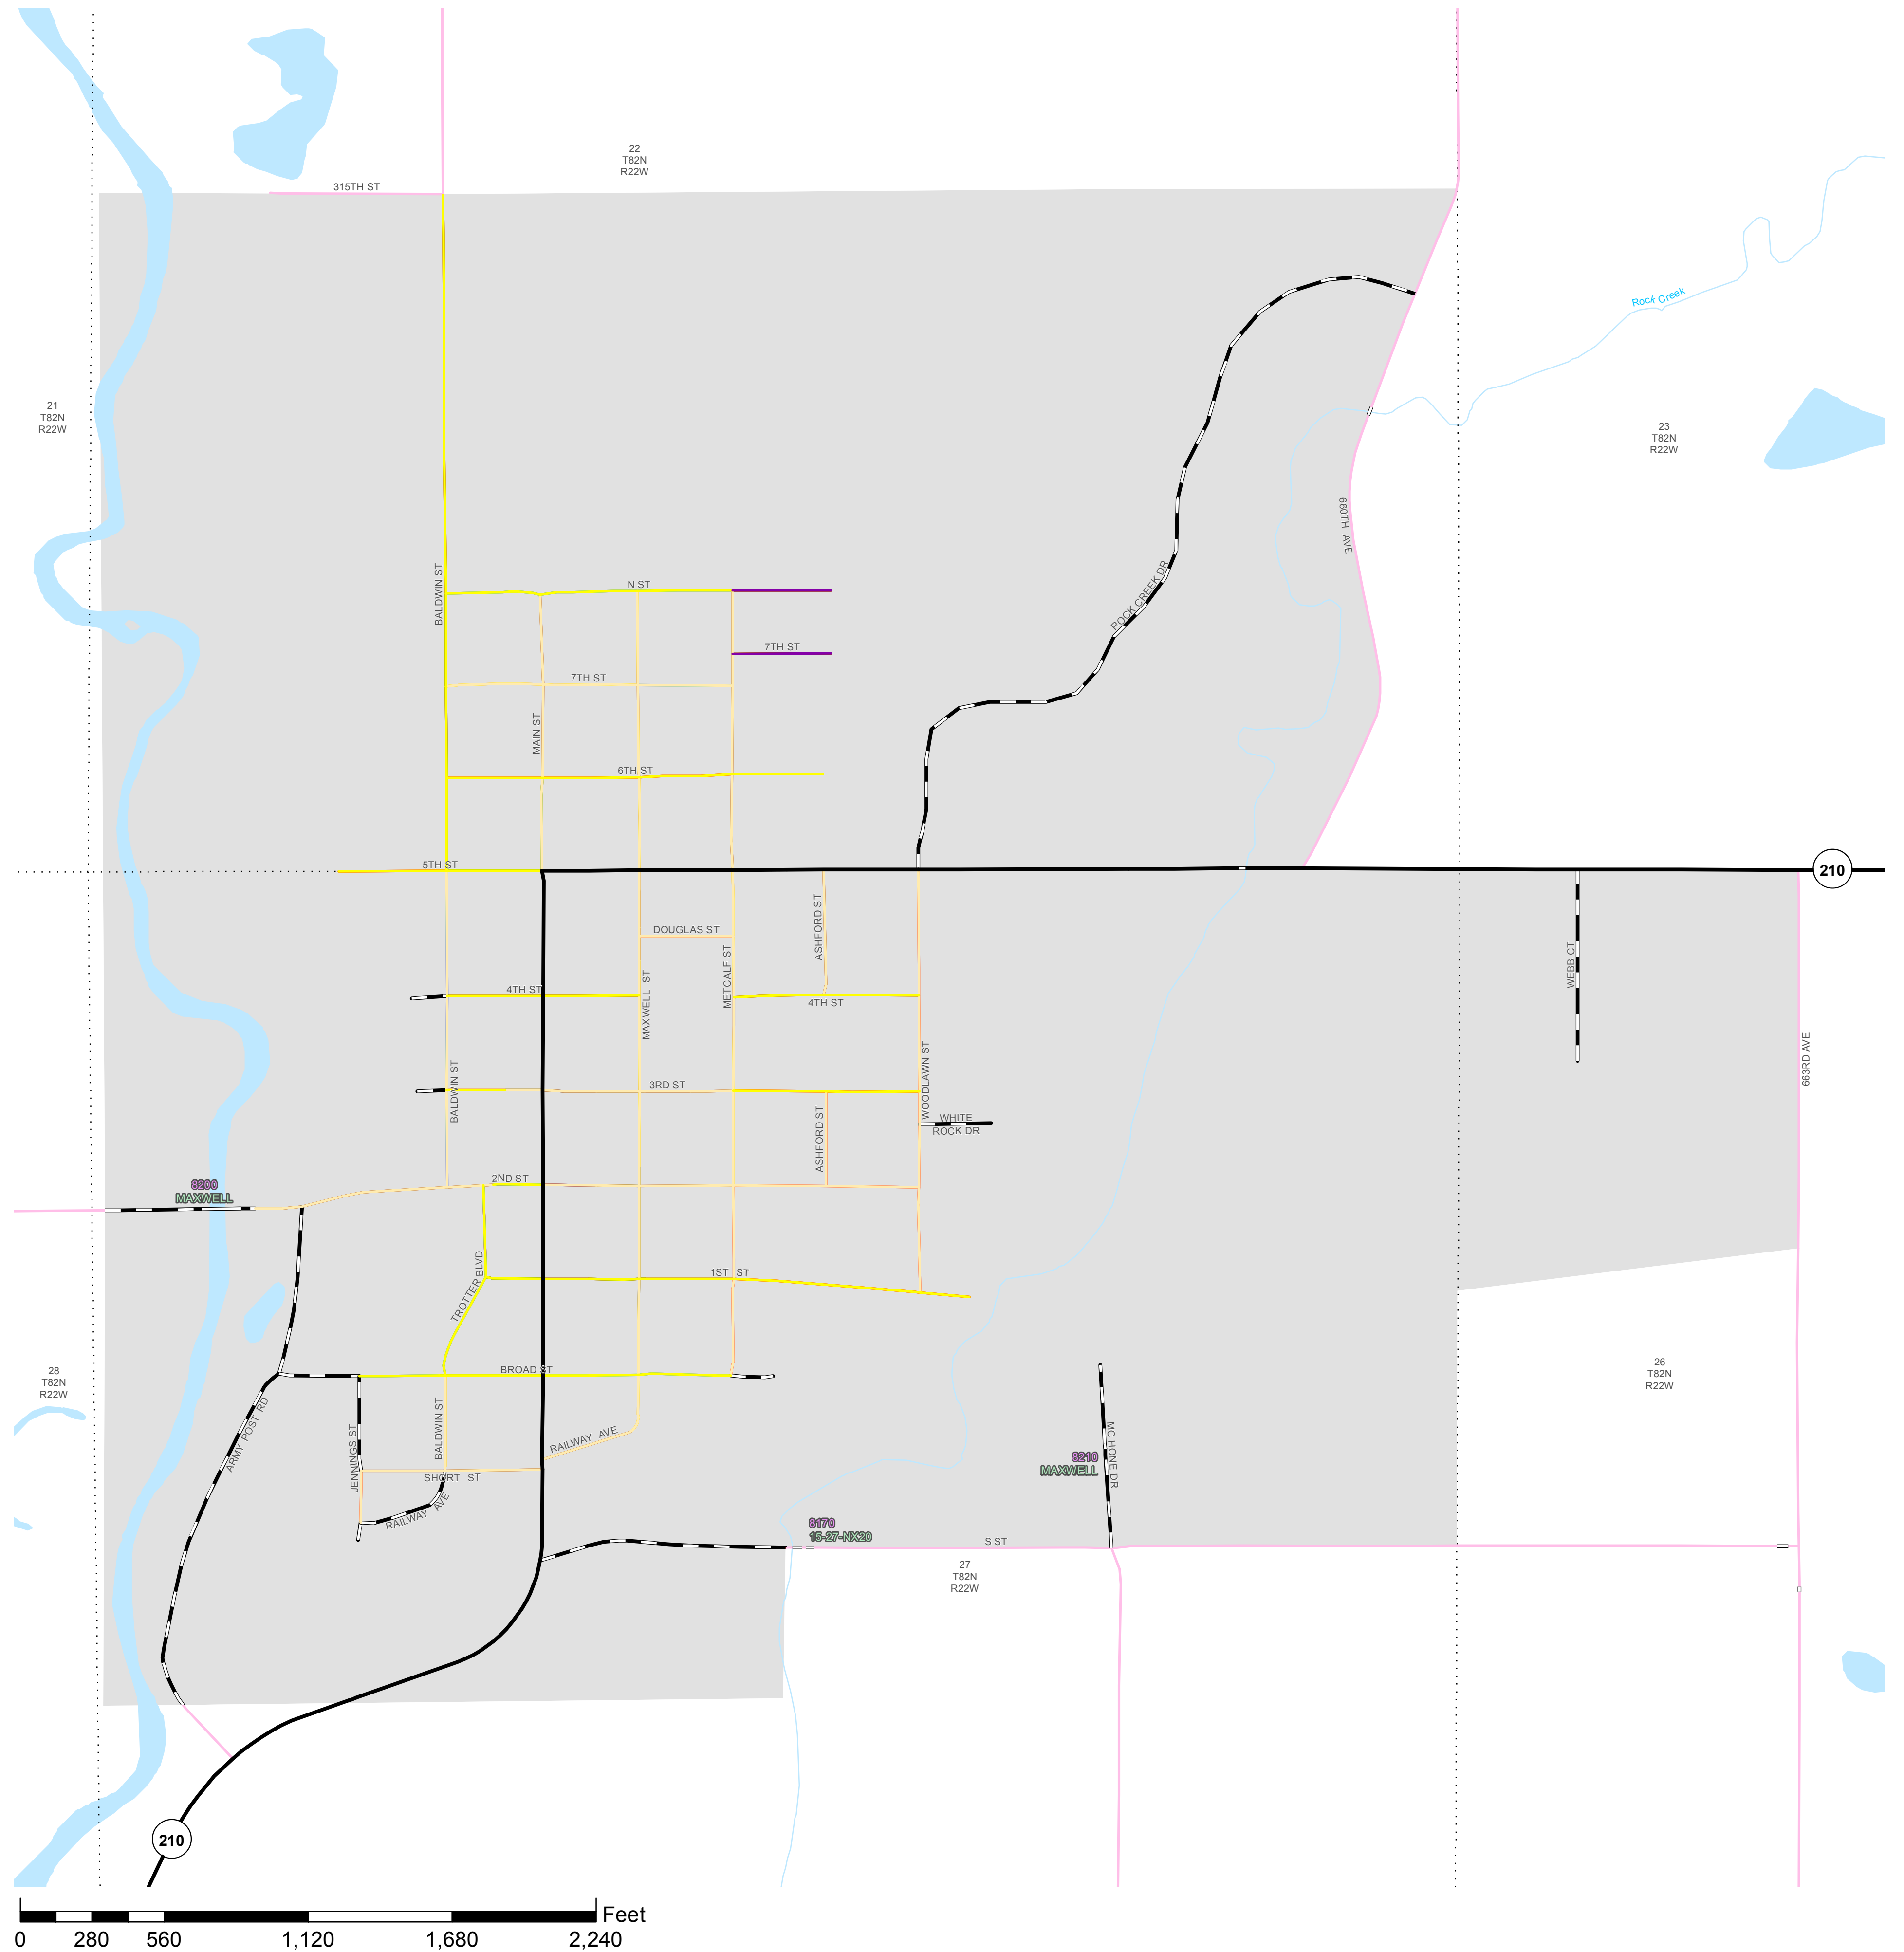 22
T82N
R22W
315TH ST
Rock Creek
21
T82N
R22W
23
T82N
R22W
660TH AVE
BALDWIN ST
N ST
ROCK CREEK DR
7TH ST
7TH ST
MAIN ST
6TH ST
5TH ST
210
DOUGLAS ST
ASHFORD ST
METCALF ST
MAXWELL ST
WEBB CT
4TH ST
4TH ST
663RD AVE
BALDWIN ST
3RD ST
WOODLAWN ST
ASHFORD ST
WHITE
ROCK DR
2ND ST
8200
MAXWELL
TROTTER BLVD
1ST ST
28
T82N
R22W
BROAD ST
26
T82N
R22W
ARMY POST RD
JENNINGS ST
BALDWIN ST
RAILWAY AVE
SHORT ST
8210
MAXWELL
MC HONE DR
RAILWAY AVE
8170
15-27-NX20
S ST
27
T82N
R22W
210
Feet
0 280 560 1,120 1,680 2,240